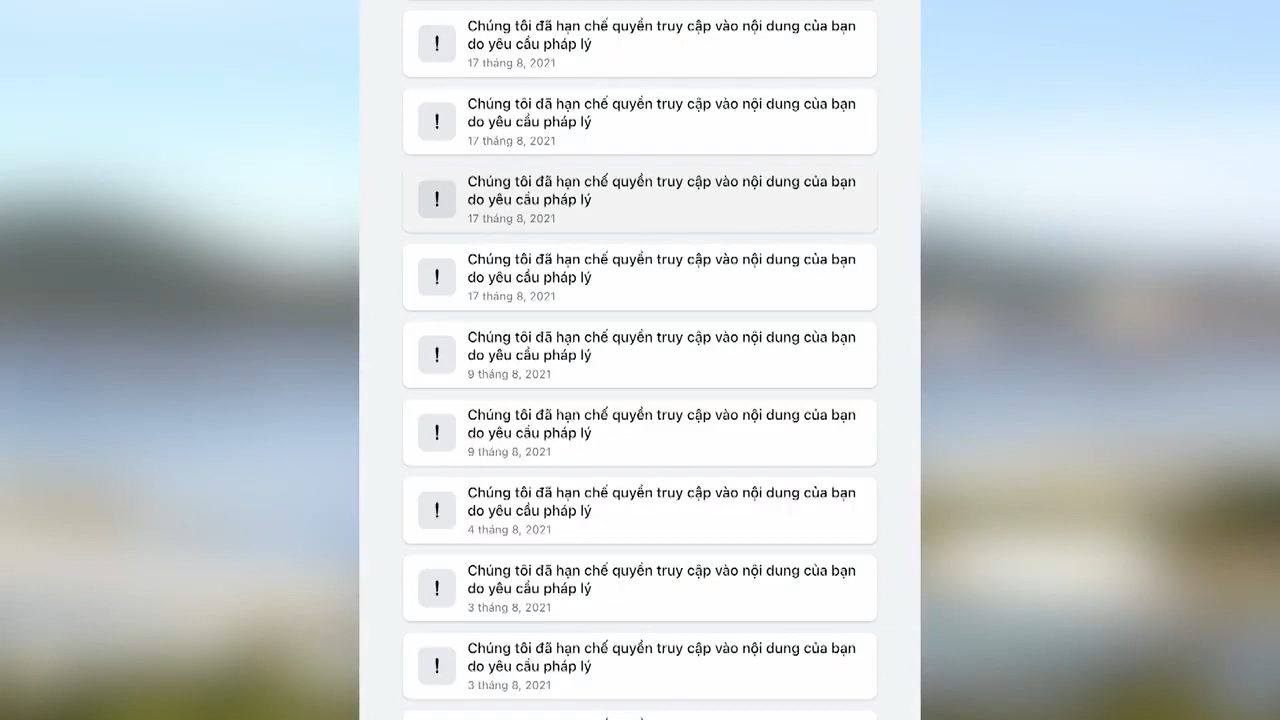 Chúng tôi đã hạn chế quyền truy cập vào nội dung của bạn
do yêu cầu pháp lý
17 tháng 8, 2021
Chúng tôi đã hạn chế quyền truy cập vào nội dung của bạn
do yêu cầu pháp lý
17 tháng 8, 2021
Chúng tôi đã hạn chế quyền truy cập vào nội dung của bạn
do yêu cầu pháp lý
17 tháng 8, 2021
Chúng tôi đã hạn chế quyền truy cập vào nội dung của bạn
do yêu cầu pháp lý
17 tháng 8, 2021
Chúng tôi đã hạn chế quyền truy cập vào nội dung của bạn
do yêu cầu pháp lý
9 tháng 8, 2021
Chúng tôi đã hạn chế quyền truy cập vào nội dung của bạn
do yêu cầu pháp lý
9 tháng 8, 2021
Chúng tôi đã hạn chế quyền truy cập vào nội dung của bạn
do yêu cầu pháp lý
4 tháng 8, 2021
Chúng tôi đã hạn chế quyền truy cập vào nội dung của bạn
do yêu cầu pháp lý
3 tháng 8, 2021
Chúng tôi đã hạn chế quyền truy cập vào nội dung của bạn
do yêu cầu pháp lý
3 tháng 8, 2021